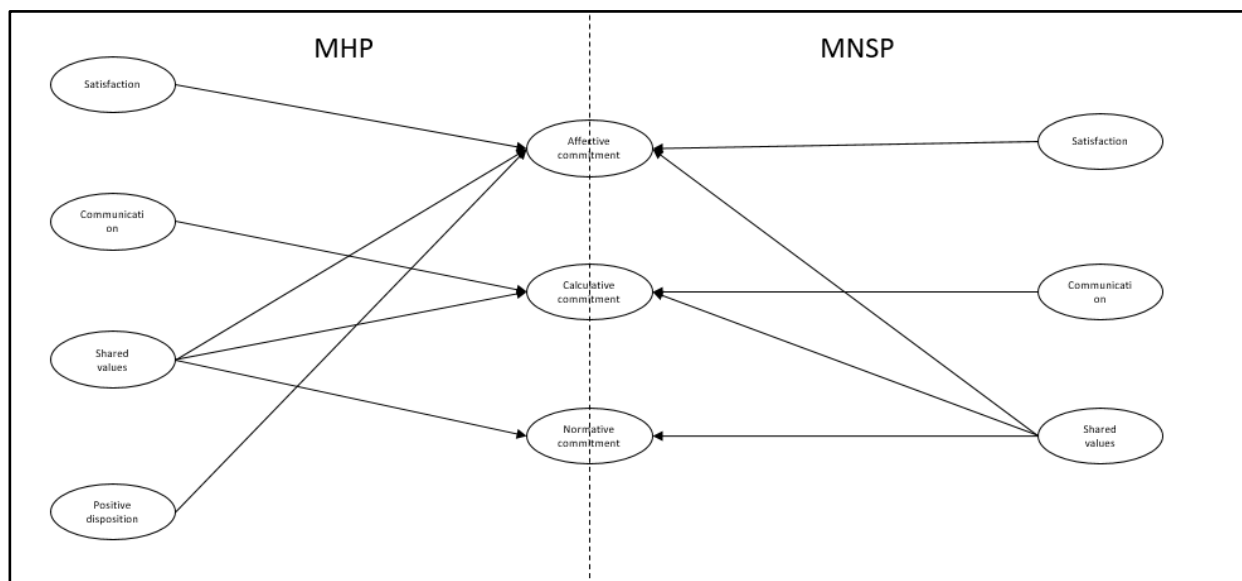 MHP
MNSP
Satisfaction
Affective
commitment
Satisfaction
Communicati
on
Calculative
commitment
Communicati
on
Shared
values
Normative
commitment
Shared
values
Positive
disposition